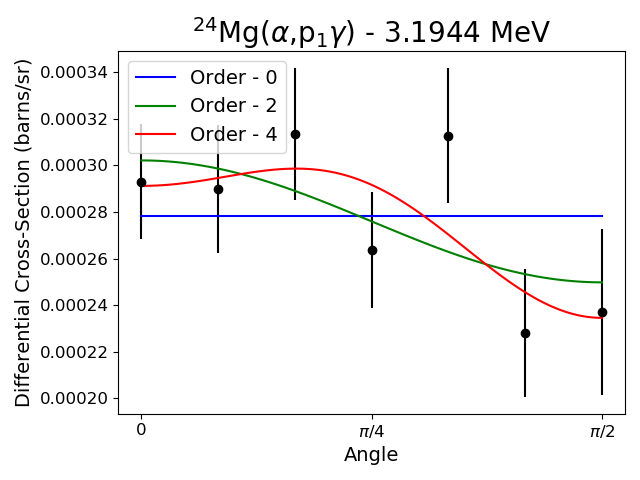 ²⁴Mg(α,p₁γ) - 3.1944 MeV
Differential Cross-Section (barns/sr)
0.00034
0.00032
0.00030
0.00028
0.00026
0.00024
0.00022
0.00020
Order - 0
Order - 2
Order - 4
0
π/4
π/2
Angle